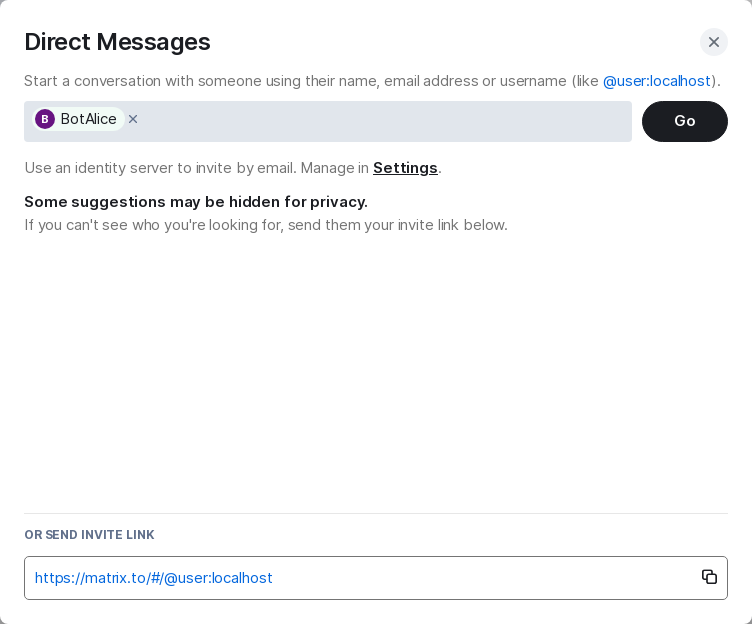 Direct Messages
Start a conversation with someone using their name, email address or username (like @user:localhost).
B BotAlice
Go
Use an identity server to invite by email. Manage in Settings.
Some suggestions may be hidden for privacy.
If you can't see who you're looking for, send them your invite link below.
OR SEND INVITE LINK
https://matrix.to/#/@user:localhost